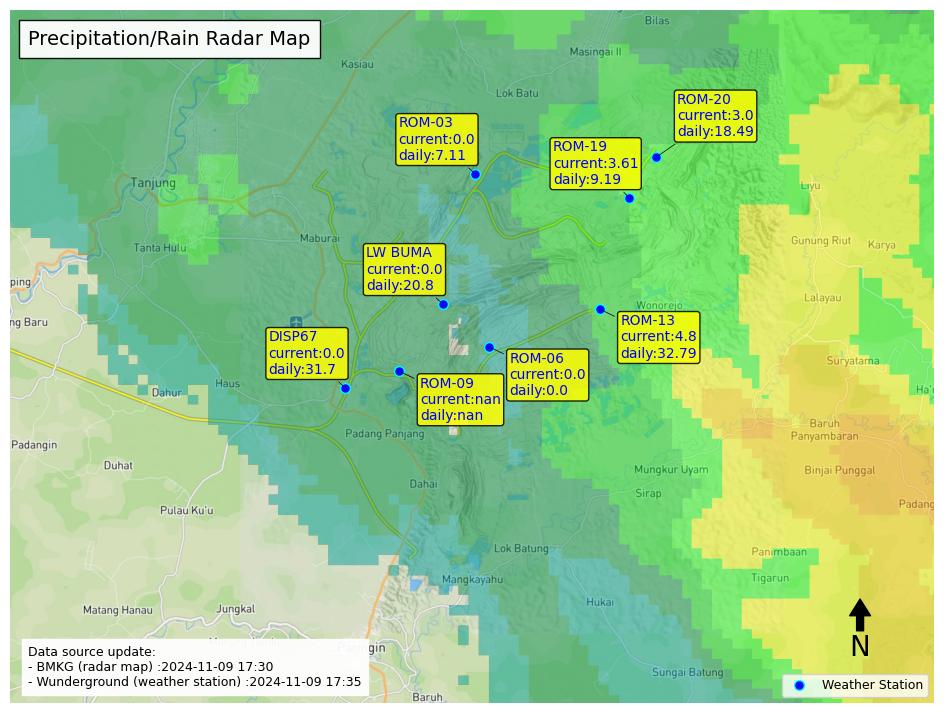 Precipitation/Rain Radar Map
Bilas
Masingai II
Kasiau
Lok Batu
ROM-20
current:3.0
daily:18.49
ROM-03
current:0.0
daily:7.11
ROM-19
current:3.61
daily:9.19
Tanjung
Liyu
Maburai
Tanta Hulu
Gunung Riut
Karya
LW BUMA
current:0.0
daily:20.8
ping
Lalayau
Wonorejo
ng Baru
ROM-13
current:4.8
daily:32.79
DISP67
current:0.0
daily:31.7
ROM-06
current:0.0
daily:0.0
Suryatama
Haus
Dahur
ROM-09
current:nan
daily:nan
Ha'
Baruh
Panyambaran
Padangin
Padang Panjang
Duhat
Mungkur Uyam
Binjai Punggal
Dahai
Sirap
Padang
Pulau Ku'u
Lok Batung
Panimbaan
Mangkayahu
Tigarun
Hukai
Matang Hanau
Jungkal
N
Data source update:
- BMKG (radar map) :2024-11-09 17:30
- Wunderground (weather station) :2024-11-09 17:35
Sungai Batung
Baruh
Weather Station